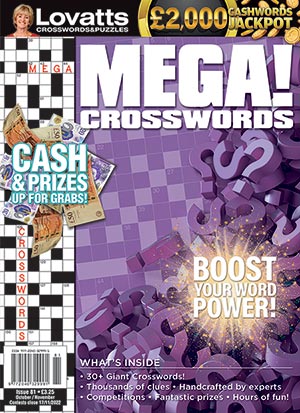 Lovatts
CROSSWORDS&PUZZLES
£2,000
CASHWORDS
JACKPOT
MEGA!
CROSSWORDS
MEGA
CASH
& PRIZES
UP FOR GRABS!
CROSSWORDS
BOOST
YOUR WORD
POWER!
WHAT'S INSIDE
• 30+ Giant Crosswords!
• Thousands of clues • Handcrafted by experts
• Competitions • Fantastic prizes • Hours of fun!
Issue 81 • £3.25
October / November
Contests close 17/11/2022